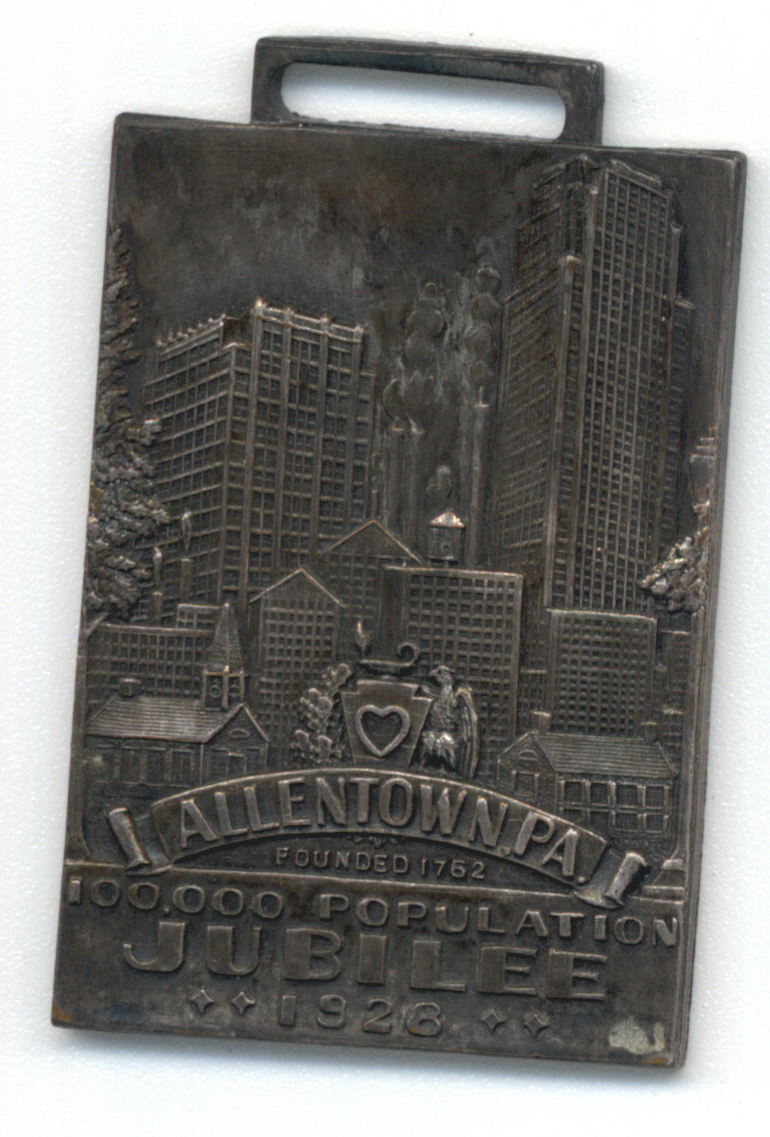 ALLENTOWN, PA.
FOUNDED 1762
100,000 POPULATION
JUBILEE
1928